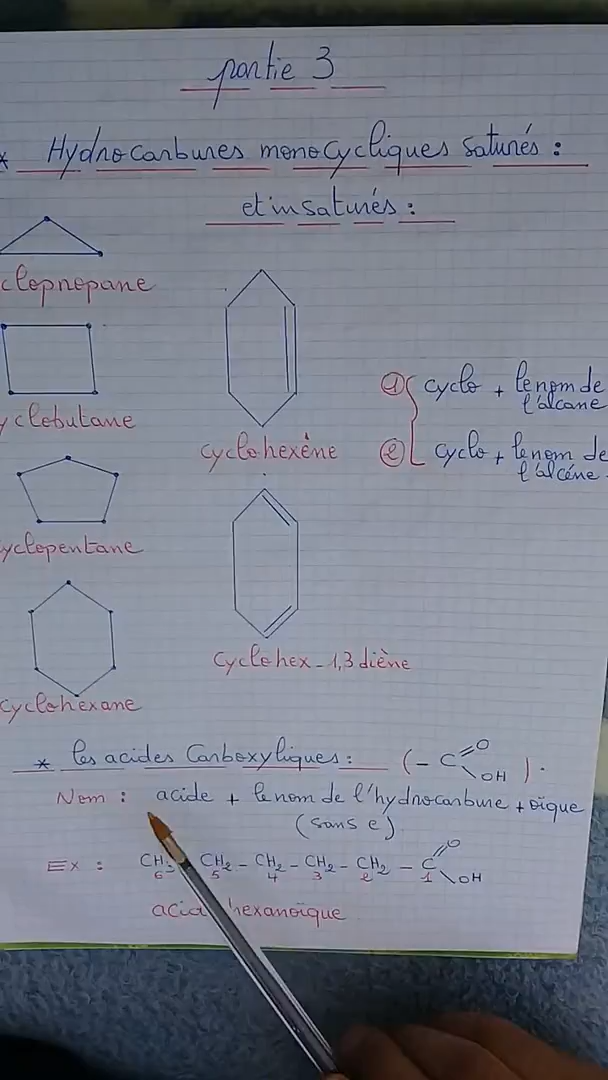 partie 3
* Hydrocarbures monocycliques saturés :
et insaturés :
clopropane
yclobutane
yclopentane
cyclohexane
cyclohexène
cyclohex-1,3 diène
① cyclo + le nom de
l'alcane
② cyclo + le nom de
l'alcéne.
* les acides Carboxyliques : (-C=O OH).
Nom : acide + le nom de l'hydrocarbure + oïque
(sans e)
Ex : CH3 CH2 - CH2 - CH2 - CH2 - C=O OH
6 5 4 3 2 1
acid hexanoïque